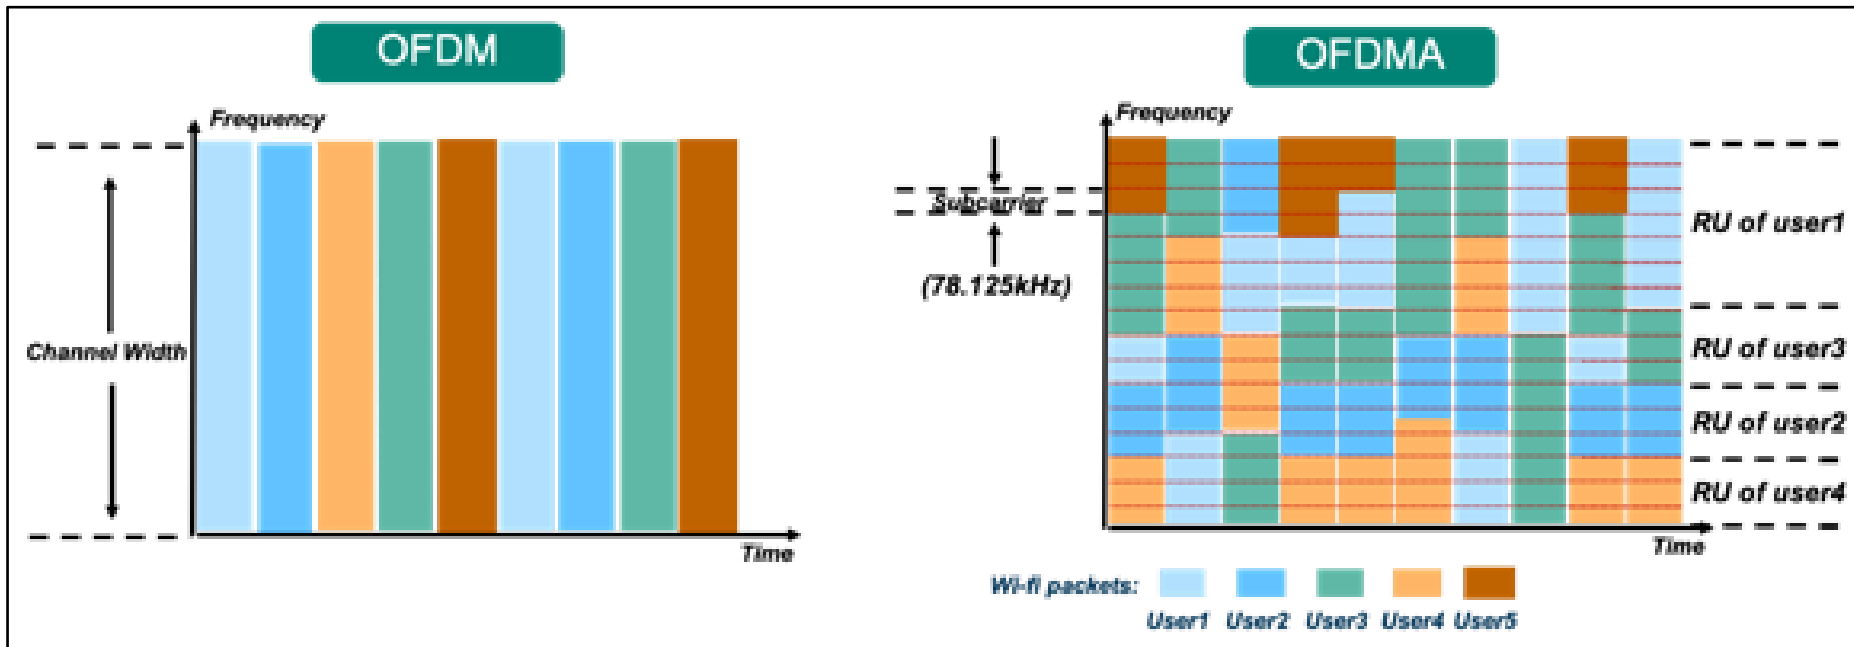 OFDM
Frequency
Channel Width
Time
OFDMA
Frequency
Subcarrier
(78.125kHz)
RU of user1
RU of user3
RU of user2
RU of user4
Time
Wi-fi packets:
User1 User2 User3 User4 User5